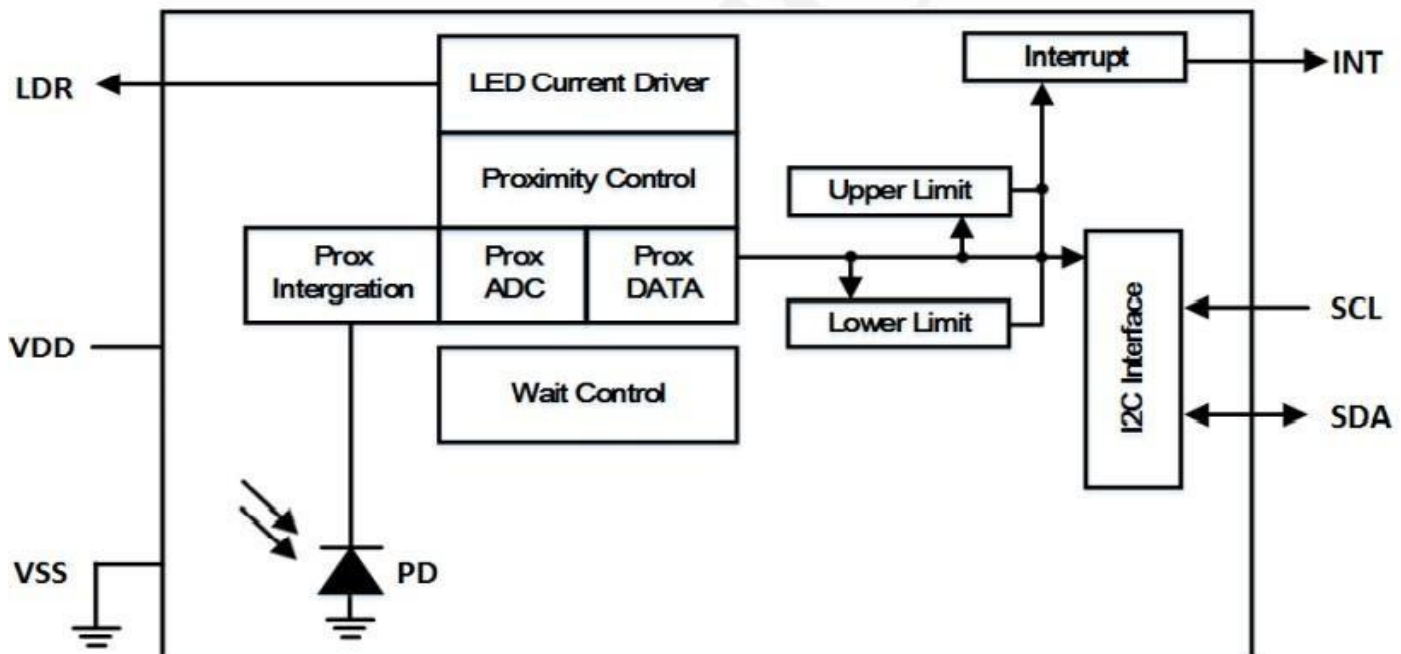 LED Current Driver
Interrupt
INT
LDR
Proximity Control
Upper Limit
Prox
Intergration
Prox
ADC
Prox
DATA
Lower Limit
I2C Interface
SCL
VDD
Wait Control
SDA
VSS
PD